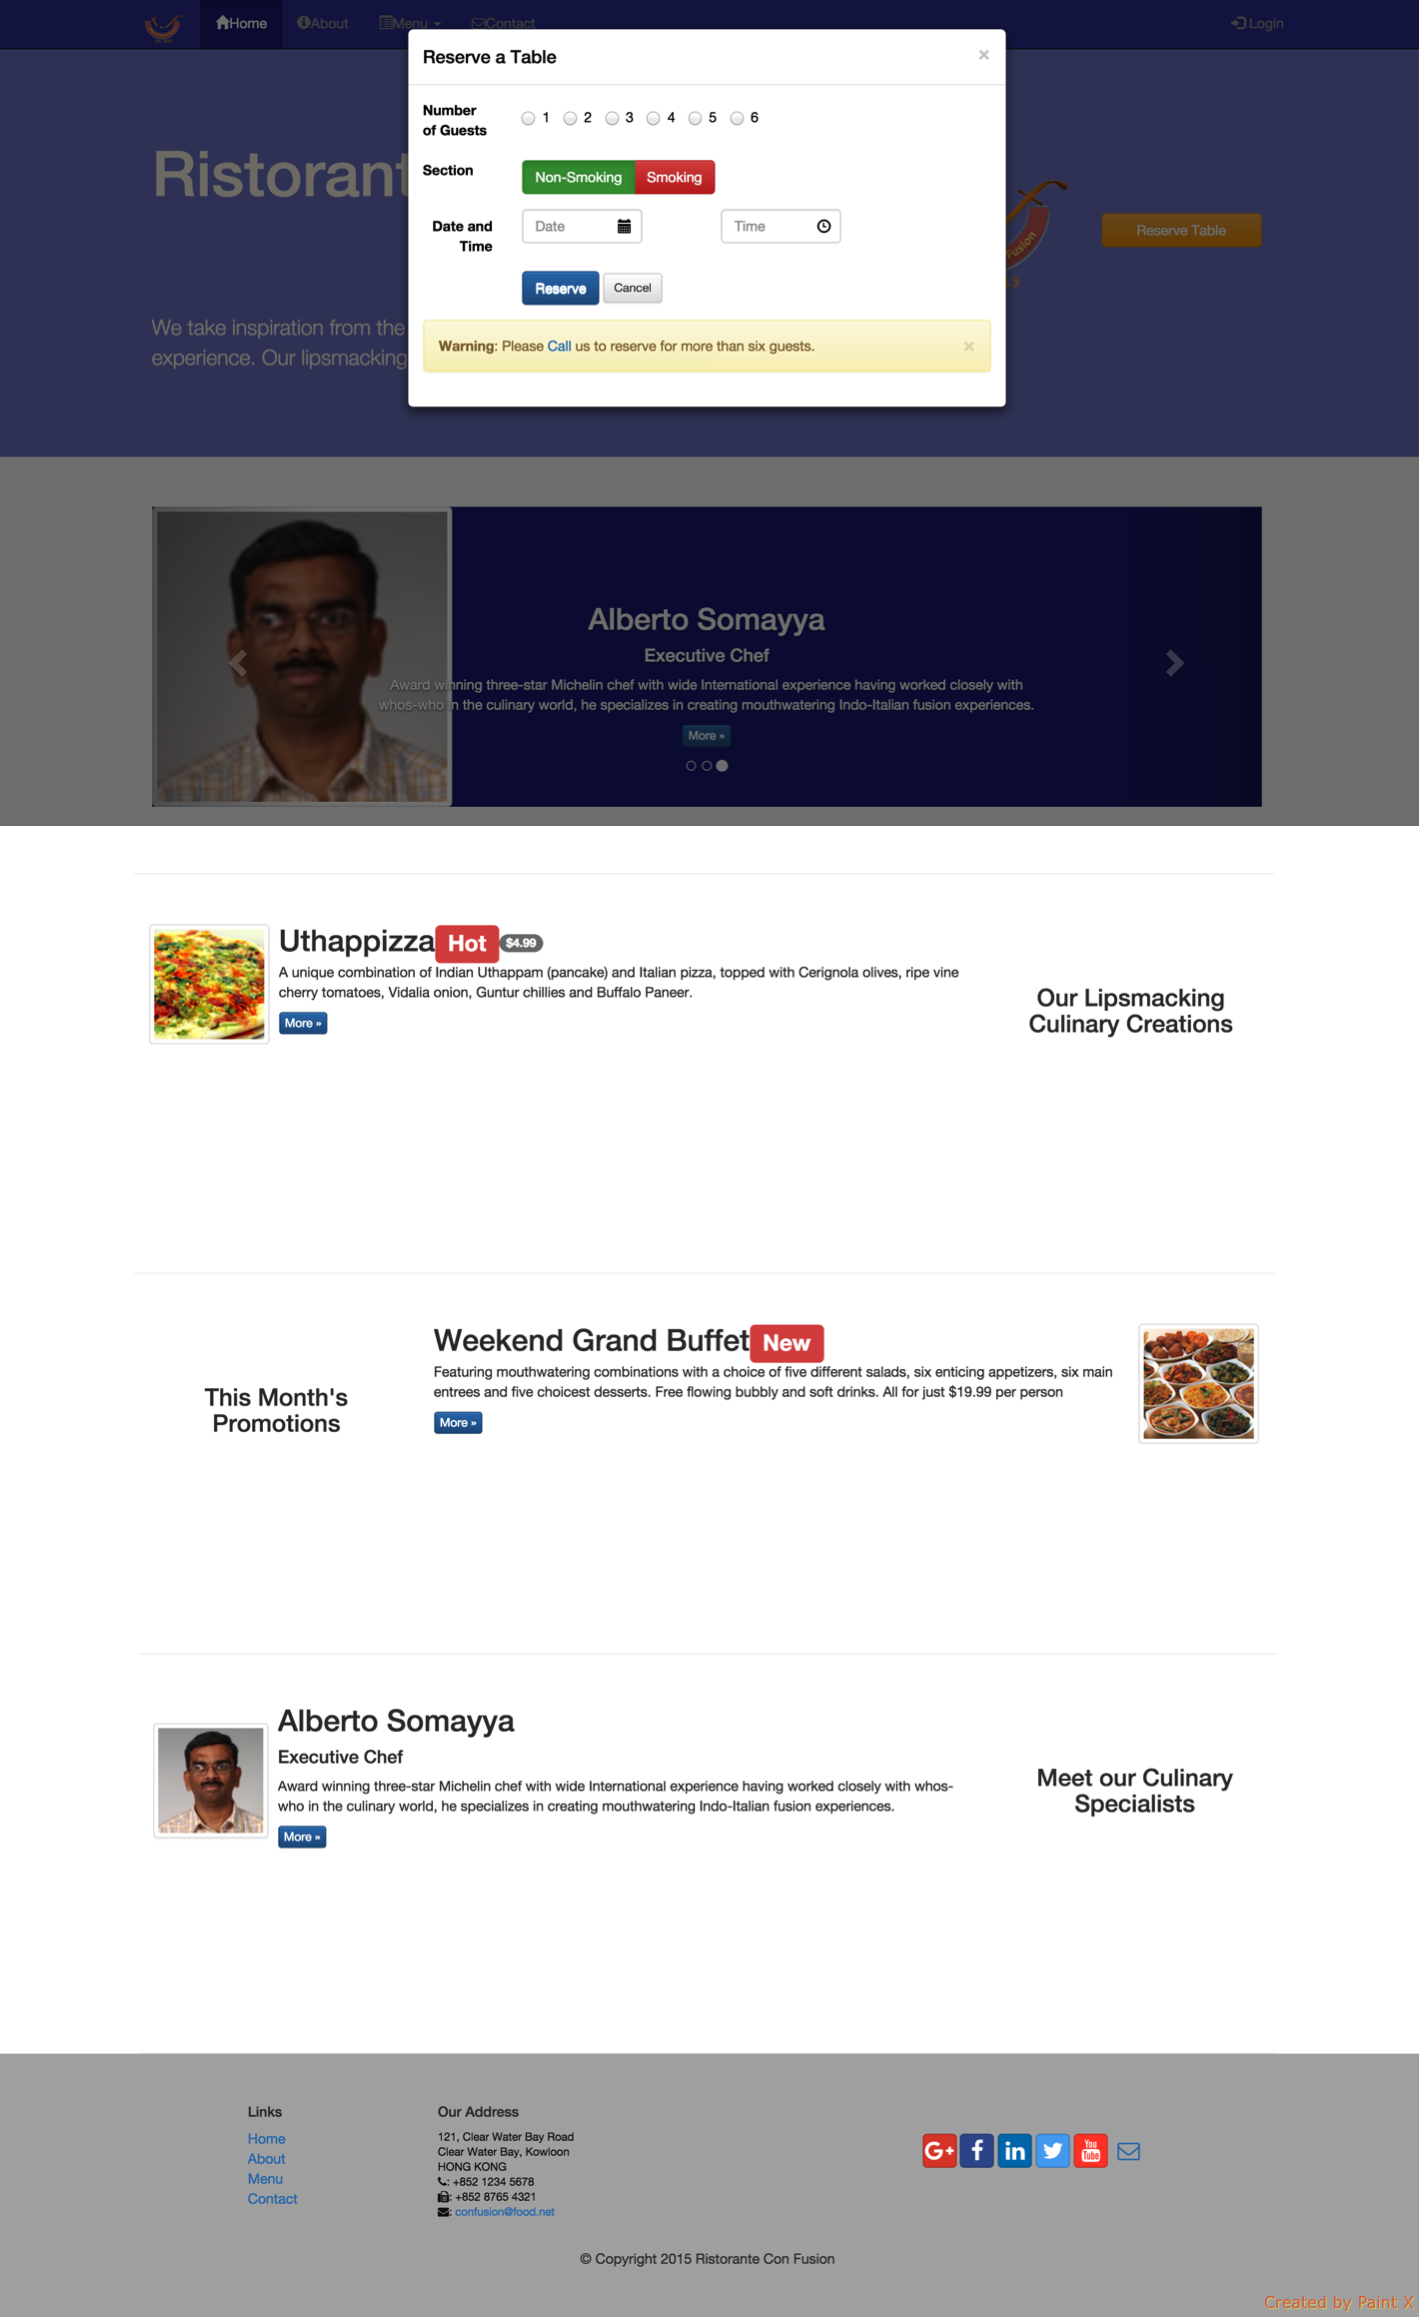 Home
About
Menu
Contact
Login
Reserve a Table
×
Number
of Guests
1 2 3 4 5 6
Section
Non-Smoking Smoking
Date and
Time
Date
Time
Reserve
Cancel
Warning: Please Call us to reserve for more than six guests.
×
Ristorant
Fusion
Reserve Table
We take inspiration from the
experience. Our lipsmacking
Alberto Somayya
Executive Chef
Award winning three-star Michelin chef with wide International experience having worked closely with
whos-who in the culinary world, he specializes in creating mouthwatering Indo-Italian fusion experiences.
More »
Uthappizza Hot $4.99
A unique combination of Indian Uthappam (pancake) and Italian pizza, topped with Cerignola olives, ripe vine
cherry tomatoes, Vidalia onion, Guntur chillies and Buffalo Paneer.
More »
Our Lipsmacking
Culinary Creations
This Month's
Promotions
Weekend Grand Buffet New
Featuring mouthwatering combinations with a choice of five different salads, six enticing appetizers, six main
entrees and five choicest desserts. Free flowing bubbly and soft drinks. All for just $19.99 per person
More »
Alberto Somayya
Executive Chef
Award winning three-star Michelin chef with wide International experience having worked closely with whos-
who in the culinary world, he specializes in creating mouthwatering Indo-Italian fusion experiences.
More »
Meet our Culinary
Specialists
Links
Home
About
Menu
Contact
Our Address
121, Clear Water Bay Road
Clear Water Bay, Kowloon
HONG KONG
: +852 1234 5678
: +852 8765 4321
: confusion@food.net
G+ f in You Tube
© Copyright 2015 Ristorante Con Fusion
Created by Paint X